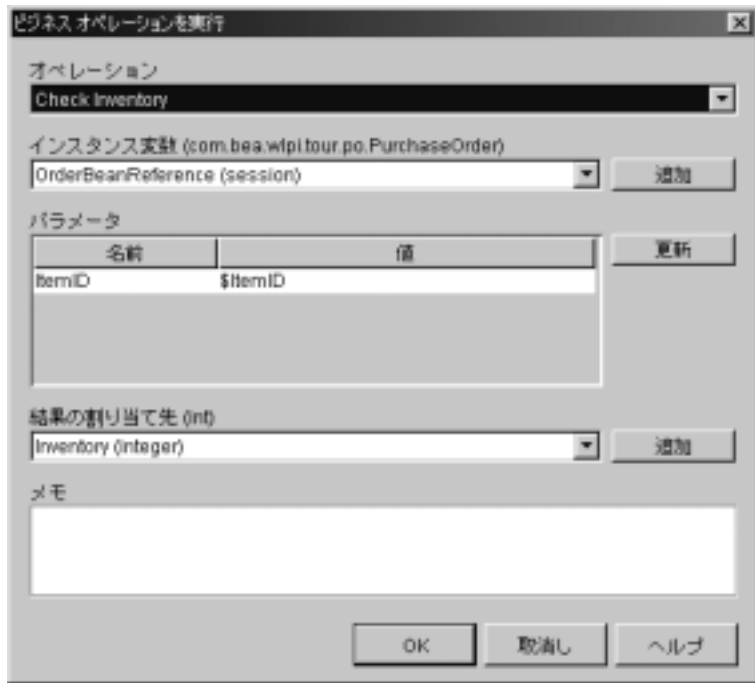 ビジネス オペレーションを実行
オペレーション
Check Inventory
インスタンス変数 (com.bea.wlpi.tour.po.PurchaseOrder)
OrderBeanReference (session)
追加
パラメータ
名前 値
更新
ItemID $ItemID
結果の割り当て先 (int)
Inventory (integer)
追加
メモ
OK 取消し ヘルプ